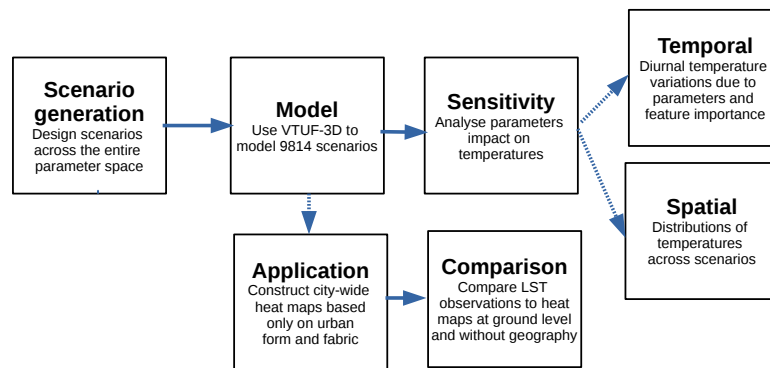 Scenario
generation
Design scenarios
across the entire
parameter space
Model
Use VTUF-3D to
model 9814 scenarios
Sensitivity
Analyse parameters
impact on
temperatures
Temporal
Diurnal temperature
variations due to
parameters and
feature importance
Spatial
Distributions of
temperatures
across scenarios
Application
Construct city-wide
heat maps based
only on urban
form and fabric
Comparison
Compare LST
observations to heat
maps at ground level
and without geography